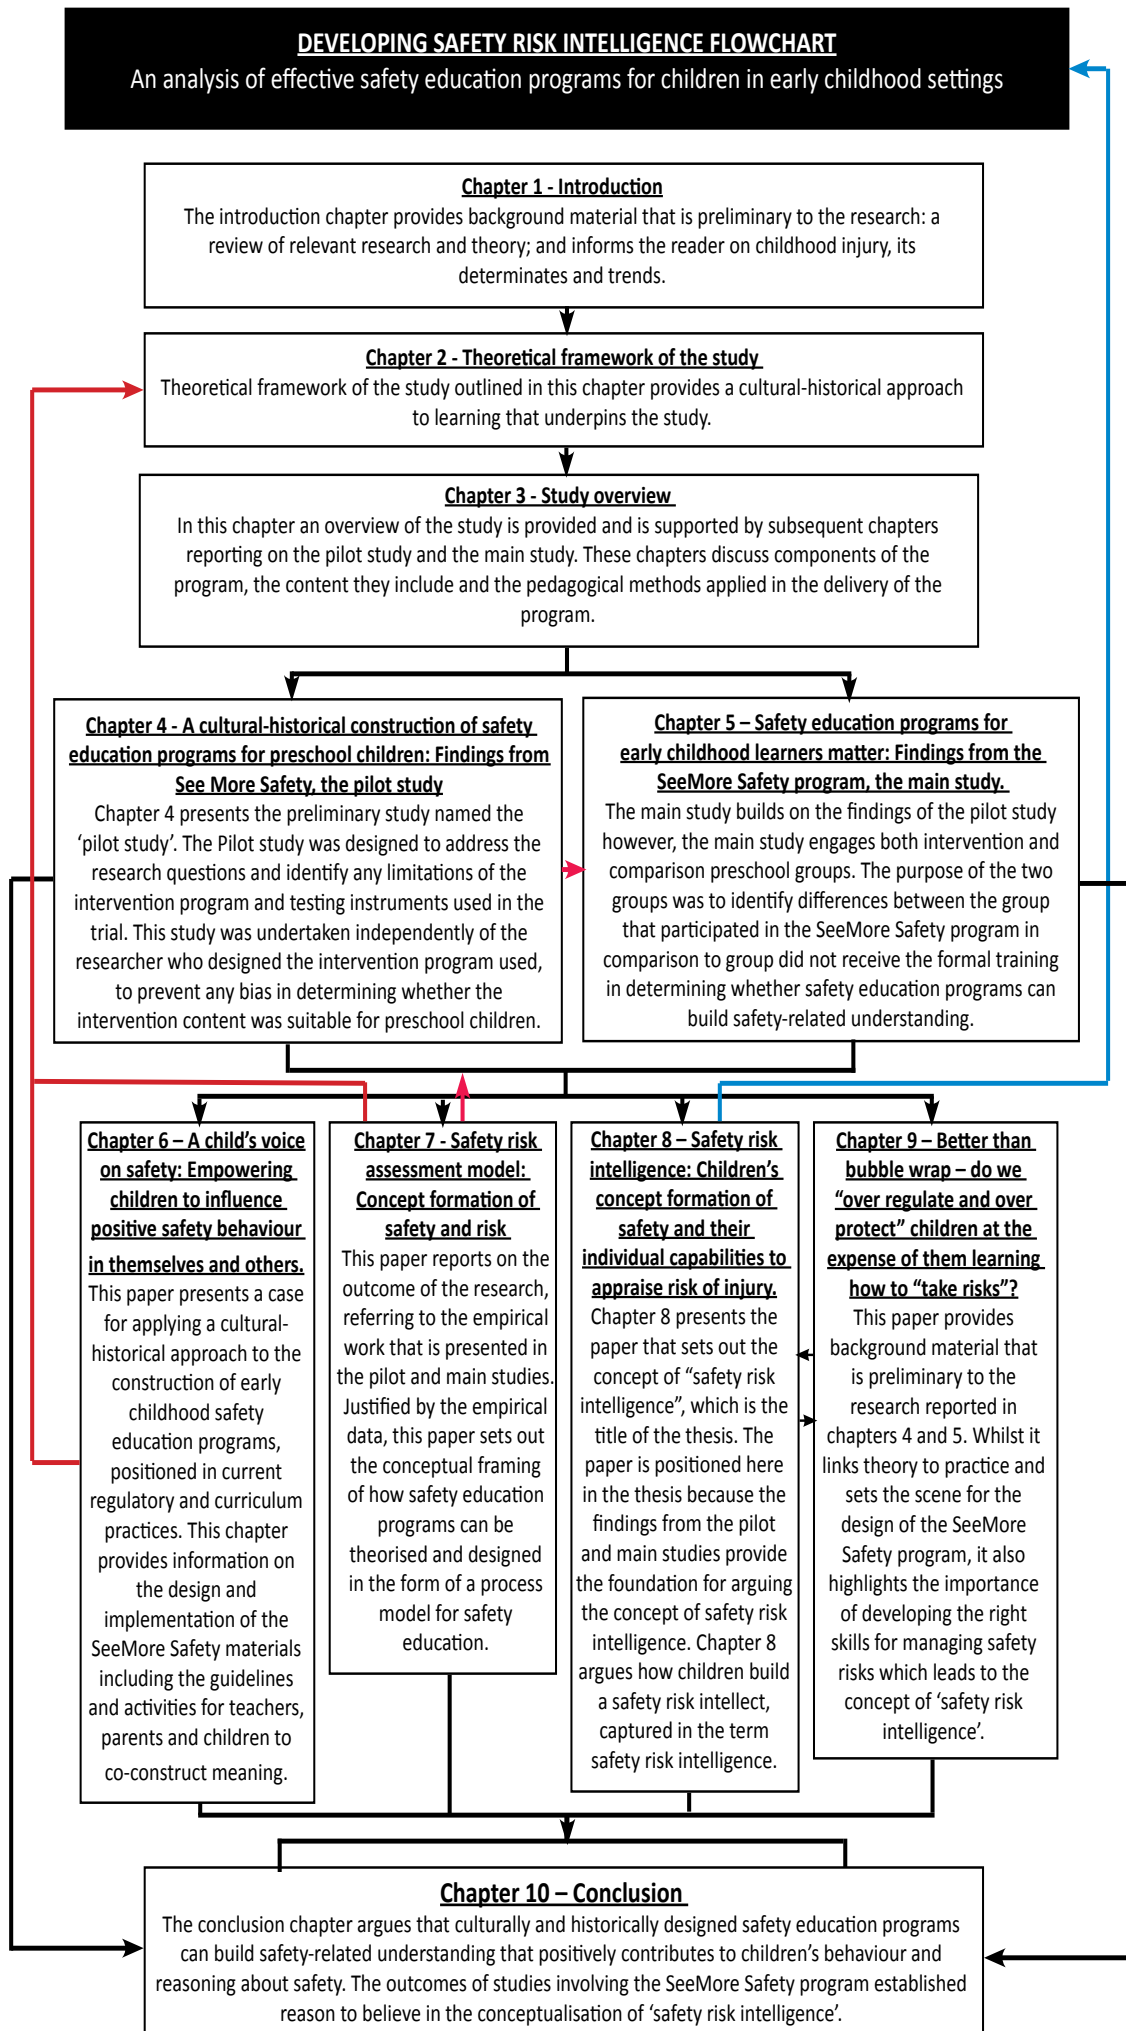 DEVELOPING SAFETY RISK INTELLIGENCE FLOWCHART
An analysis of effective safety education programs for children in early childhood settings
Chapter 1 - Introduction
The introduction chapter provides background material that is preliminary to the research: a
review of relevant research and theory; and informs the reader on childhood injury, its
determinates and trends.
Chapter 2 - Theoretical framework of the study
Theoretical framework of the study outlined in this chapter provides a cultural-historical approach
to learning that underpins the study.
Chapter 3 - Study overview
In this chapter an overview of the study is provided and is supported by subsequent chapters
reporting on the pilot study and the main study. These chapters discuss components of the
program, the content they include and the pedagogical methods applied in the delivery of the
program.
Chapter 4 - A cultural-historical construction of safety
education programs for preschool children: Findings from
See More Safety, the pilot study
Chapter 4 presents the preliminary study named the
‘pilot study’. The Pilot study was designed to address the
research questions and identify any limitations of the
intervention program and testing instruments used in the
trial. This study was undertaken independently of the
researcher who designed the intervention program used,
to prevent any bias in determining whether the
intervention content was suitable for preschool children.
Chapter 5 – Safety education programs for
early childhood learners matter: Findings from the
SeeMore Safety program, the main study.
The main study builds on the findings of the pilot study
however, the main study engages both intervention and
comparison preschool groups. The purpose of the two
groups was to identify differences between the group
that participated in the SeeMore Safety program in
comparison to group did not receive the formal training
in determining whether safety education programs can
build safety-related understanding.
Chapter 6 – A child’s voice
on safety: Empowering
children to influence
positive safety behaviour
in themselves and others.
This paper presents a case
for applying a cultural-
historical approach to the
construction of early
childhood safety
education programs,
positioned in current
regulatory and curriculum
practices. This chapter
provides information on
the design and
implementation of the
SeeMore Safety materials
including the guidelines
and activities for teachers,
parents and children to
co-construct meaning.
Chapter 7 - Safety risk
assessment model:
Concept formation of
safety and risk
This paper reports on the
outcome of the research,
referring to the empirical
work that is presented in
the pilot and main studies.
Justified by the empirical
data, this paper sets out
the conceptual framing
of how safety education
programs can be
theorised and designed
in the form of a process
model for safety
education.
Chapter 8 – Safety risk
intelligence: Children’s
concept formation of
safety and their
individual capabilities to
appraise risk of injury.
Chapter 8 presents the
paper that sets out the
concept of “safety risk
intelligence”, which is the
title of the thesis. The
paper is positioned here
in the thesis because the
findings from the pilot
and main studies provide
the foundation for arguing
the concept of safety risk
intelligence. Chapter 8
argues how children build
a safety risk intellect,
captured in the term
safety risk intelligence.
Chapter 9 – Better than
bubble wrap – do we
“over regulate and over
protect” children at the
expense of them learning
how to “take risks”?
This paper provides
background material that
is preliminary to the
research reported in
chapters 4 and 5. Whilst it
links theory to practice and
sets the scene for the
design of the SeeMore
Safety program, it also
highlights the importance
of developing the right
skills for managing safety
risks which leads to the
concept of ‘safety risk
intelligence’.
Chapter 10 – Conclusion
The conclusion chapter argues that culturally and historically designed safety education programs
can build safety-related understanding that positively contributes to children’s behaviour and
reasoning about safety. The outcomes of studies involving the SeeMore Safety program established
reason to believe in the conceptualisation of ‘safety risk intelligence’.